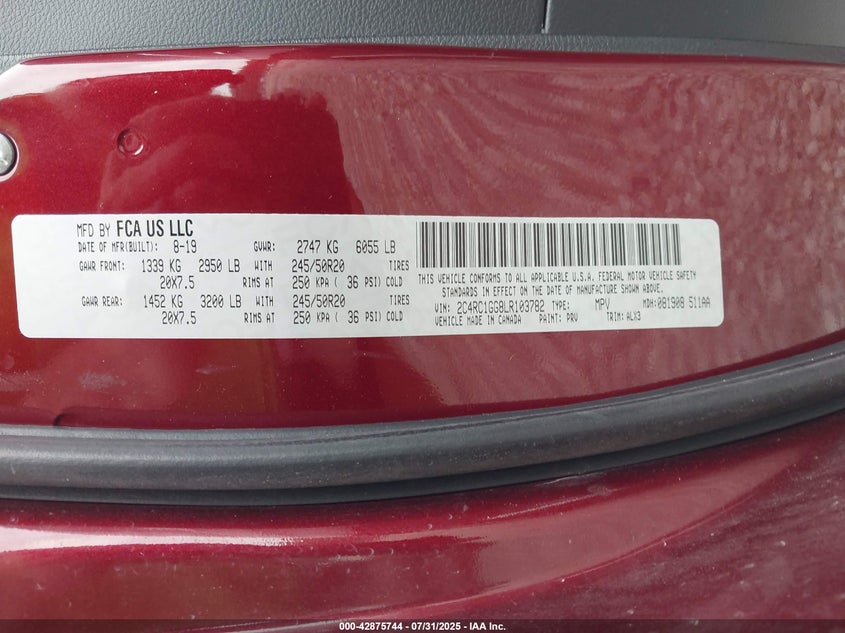 MFD BY FCA US LLC
DATE OF MFR(BUILT): 8-19 GVWR: 2747 KG 6055 LB
GAWR FRONT: 1339 KG 2950 LB WITH 245/50R20 TIRES
20X7.5 RIMS AT 250 KPA ( 36 PSI) COLD
GAWR REAR: 1452 KG 3200 LB WITH 245/50R20 TIRES
20X7.5 RIMS AT 250 KPA ( 36 PSI) COLD
THIS VEHICLE CONFORMS TO ALL APPLICABLE U.S.A. FEDERAL MOTOR VEHICLE SAFETY
STANDARDS IN EFFECT ON THE DATE OF MANUFACTURE SHOWN ABOVE.
VIN: 2C4RC1GG8LR103782 TYPE: MPV MDH: 081908 511AA
VEHICLE MADE IN CANADA PAINT: PRV TRIM: ALX3
000-42875744 | 07/31/2025 | IAA Inc.